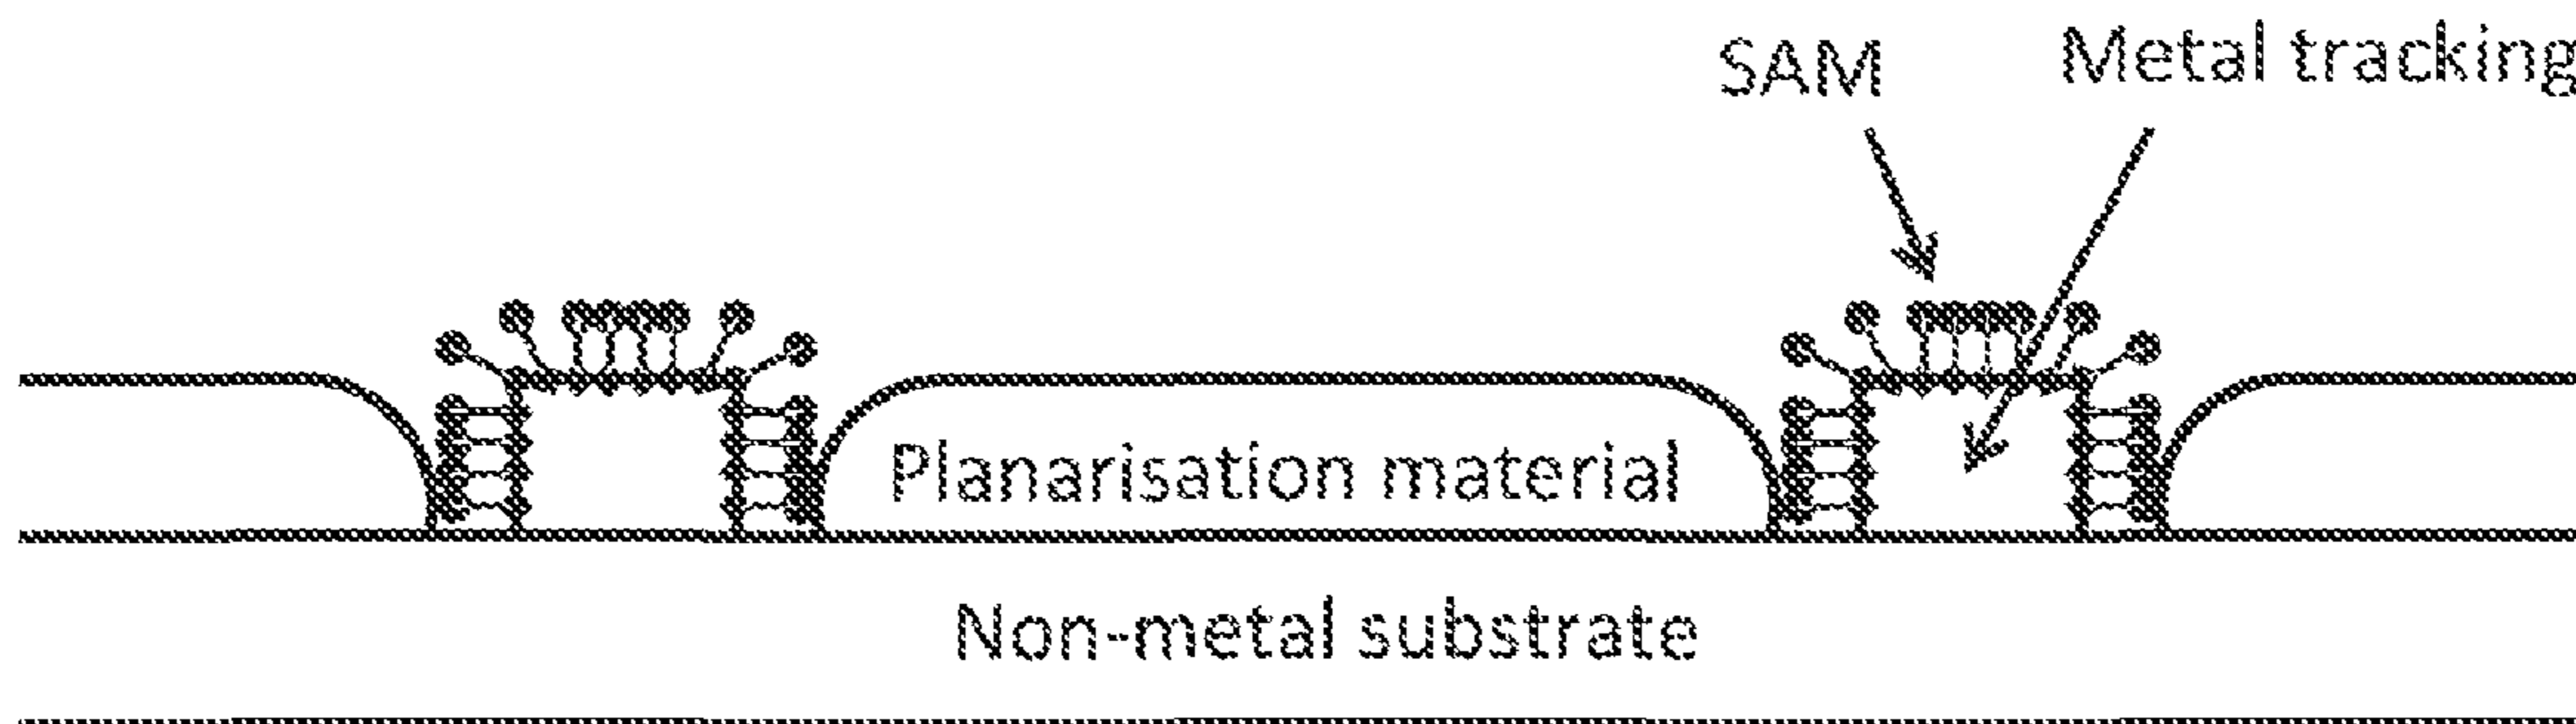 SAM
Metal tracking
Planarisation material
Non-metal substrate